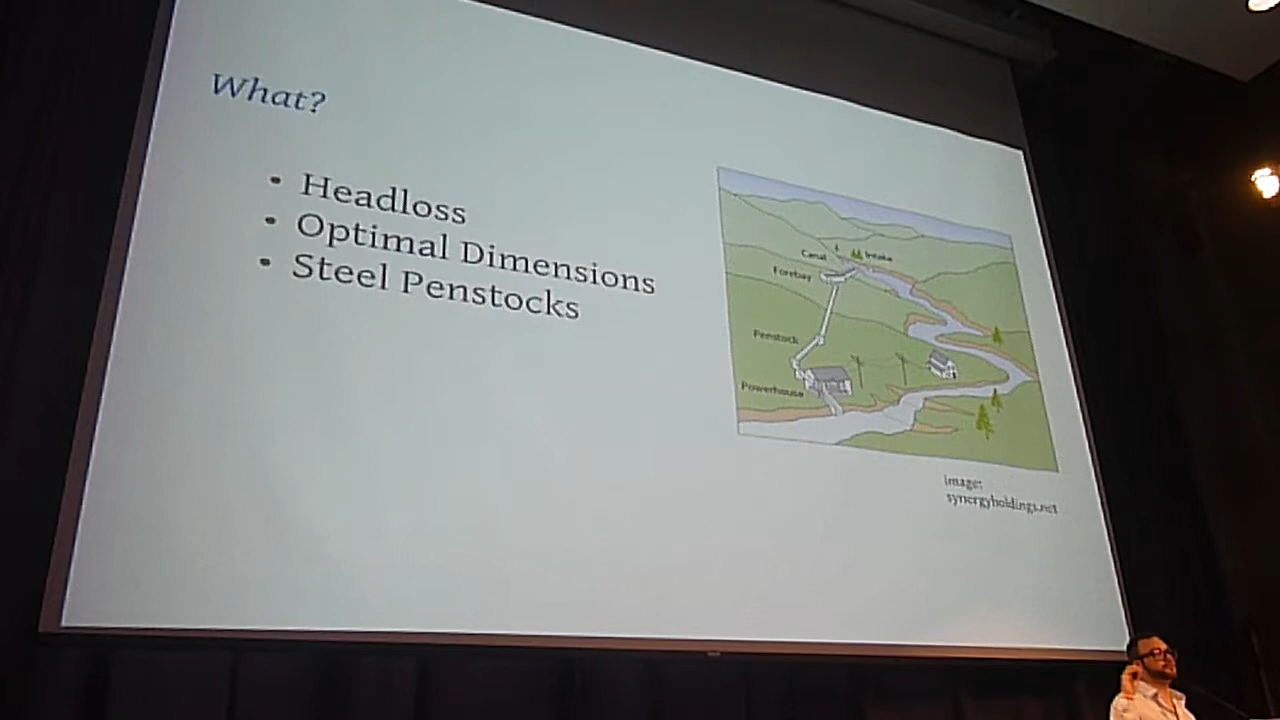 What?
• Headloss
• Optimal Dimensions
• Steel Penstocks
Canal
Intake
Forebay
Penstock
Powerhouse
image:
synergyholdings.net